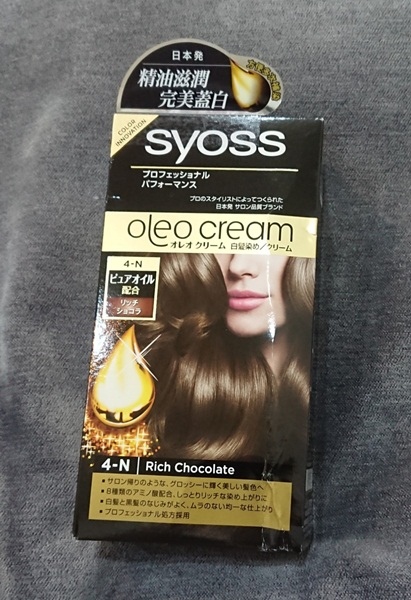 日本発
精油滋潤
完美蓋白
COLOR
INNOVATION
syoss
プロフェッショナル
パフォーマンス
プロのスタイリストによってつくられた
日本発 サロン品質ブランド
oleo cream
オレオ クリーム 白髪染め クリーム
4-N
ピュアオイル
配合
リッチ
ショコラ
4-N Rich Chocolate
• サロン帰りのような、グロッシーに輝く美しい髪色へ
• 8種類のアミノ酸配合、しっとりリッチな染め上がりに
• 白髪と黒髪のなじみがよく、ムラのない均一な仕上がり
• プロフェッショナル処方採用